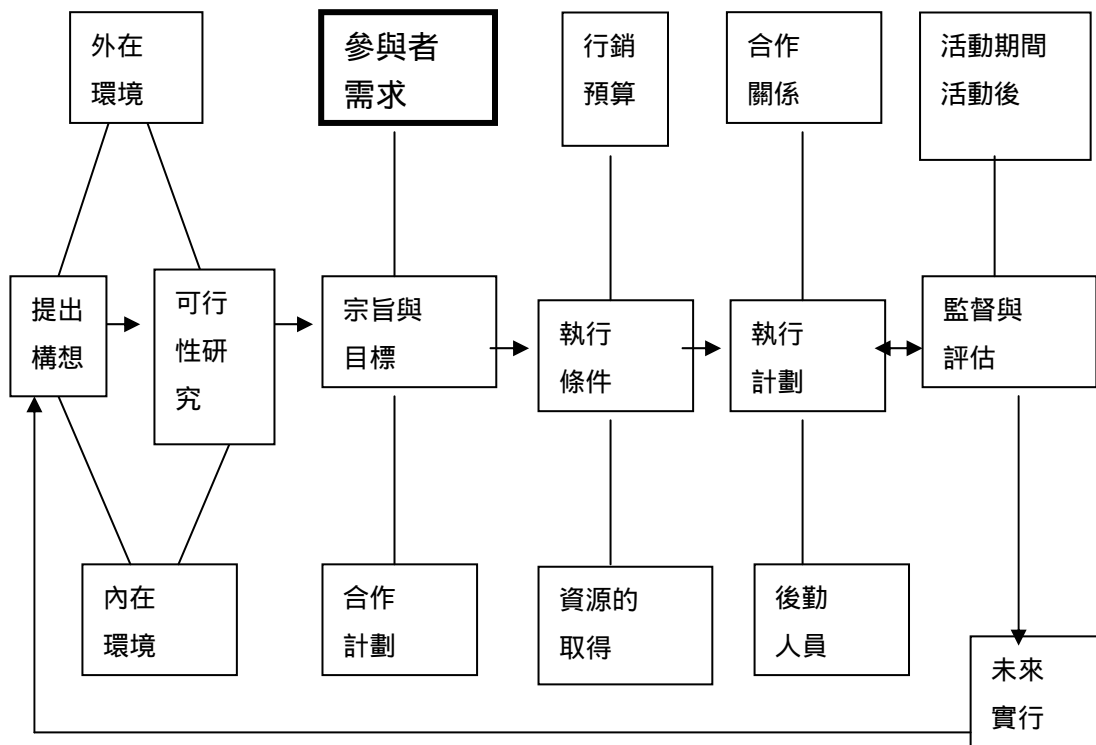 外在
環境
參與者
需求
行銷
預算
合作
關係
活動期間
活動後
提出
構想
可行
性研
究
宗旨與
目標
執行
條件
執行
計劃
監督與
評估
內在
環境
合作
計劃
資源的
取得
後勤
人員
未來
實行